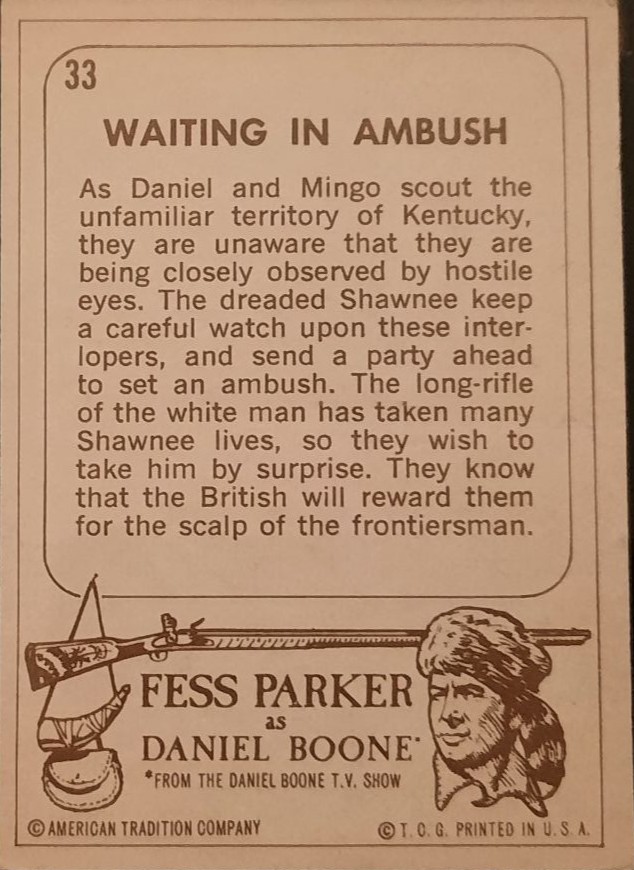 33
WAITING IN AMBUSH
As Daniel and Mingo scout the
unfamiliar territory of Kentucky,
they are unaware that they are
being closely observed by hostile
eyes. The dreaded Shawnee keep
a careful watch upon these inter-
lopers, and send a party ahead
to set an ambush. The long-rifle
of the white man has taken many
Shawnee lives, so they wish to
take him by surprise. They know
that the British will reward them
for the scalp of the frontiersman.
FESS PARKER
as
DANIEL BOONE*
*FROM THE DANIEL BOONE T.V. SHOW
© AMERICAN TRADITION COMPANY
© T. C. G. PRINTED IN U. S. A.